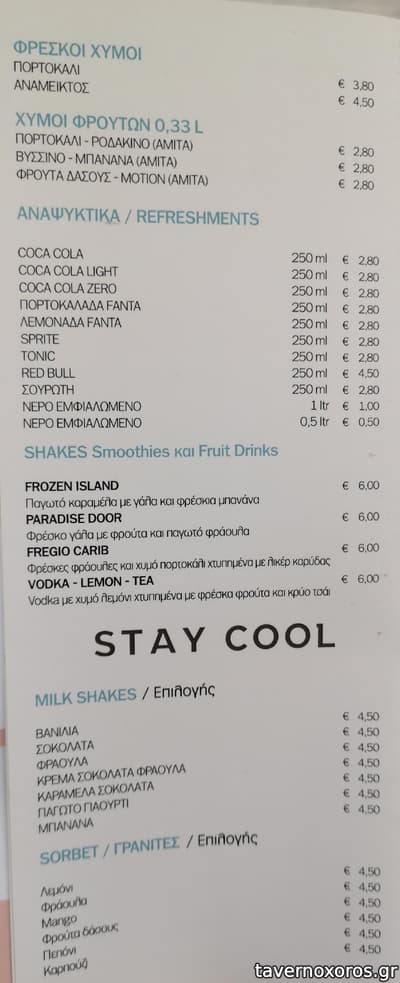 ΦΡΕΣΚΟΙ ΧΥΜΟΙ
ΠΟΡΤΟΚΑΛΙ € 3,80
ΑΝΑΜΕΙΚΤΟΣ € 4,50
ΧΥΜΟΙ ΦΡΟΥΤΩΝ 0,33 L
ΠΟΡΤΟΚΑΛΙ - ΡΟΔΑΚΙΝΟ (ΑΜΙΤΑ) € 2,80
ΒΥΣΣΙΝΟ - ΜΠΑΝΑΝΑ (ΑΜΙΤΑ) € 2,80
ΦΡΟΥΤΑ ΔΑΣΟΥΣ - MOTION (ΑΜΙΤΑ) € 2,80
ΑΝΑΨΥΚΤΙΚΑ / REFRESHMENTS
COCA COLA 250 ml € 2,80
COCA COLA LIGHT 250 ml € 2,80
COCA COLA ZERO 250 ml € 2,80
ΠΟΡΤΟΚΑΛΑΔΑ FANTA 250 ml € 2,80
ΛΕΜΟΝΑΔΑ FANTA 250 ml € 2,80
SPRITE 250 ml € 2,80
TONIC 250 ml € 2,80
RED BULL 250 ml € 4,50
ΣΟΥΡΩΤΗ 250 ml € 2,80
ΝΕΡΟ ΕΜΦΙΑΛΩΜΕΝΟ 1 ltr € 1,00
ΝΕΡΟ ΕΜΦΙΑΛΩΜΕΝΟ 0,5 ltr € 0,50
SHAKES Smoothies και Fruit Drinks
FROZEN ISLAND € 6,00
Παγωτό καραμέλα με γάλα και φρέσκια μπανάνα
PARADISE DOOR € 6,00
Φρέσκο γάλα με φρούτα και παγωτό φράουλα
FREGIO CARIB € 6,00
Φρέσκες φράουλες και χυμό πορτοκάλι χτυπημένα με λικέρ καρύδας
VODKA - LEMON - TEA € 6,00
Vodka με χυμό λεμόνι χτυπημένα με φρέσκα φρούτα και κρύο τσάι
STAY COOL
MILK SHAKES / Επιλογής
ΒΑΝΙΛΙΑ € 4,50
ΣΟΚΟΛΑΤΑ € 4,50
ΦΡΑΟΥΛΑ € 4,50
ΚΡΕΜΑ ΣΟΚΟΛΑΤΑ ΦΡΑΟΥΛΑ € 4,50
ΚΑΡΑΜΕΛΑ ΣΟΚΟΛΑΤΑ € 4,50
ΠΑΓΩΤΟ ΓΙΑΟΥΡΤΙ € 4,50
ΜΠΑΝΑΝΑ € 4,50
SORBET / ΓΡΑΝΙΤΕΣ / Επιλογής
Λεμόνι € 4,50
Φράουλα € 4,50
Mango € 4,50
Φρούτα δάσους € 4,50
Πεπόνι € 4,50
Καρπούζι € 4,50
tavernoxoros.gr